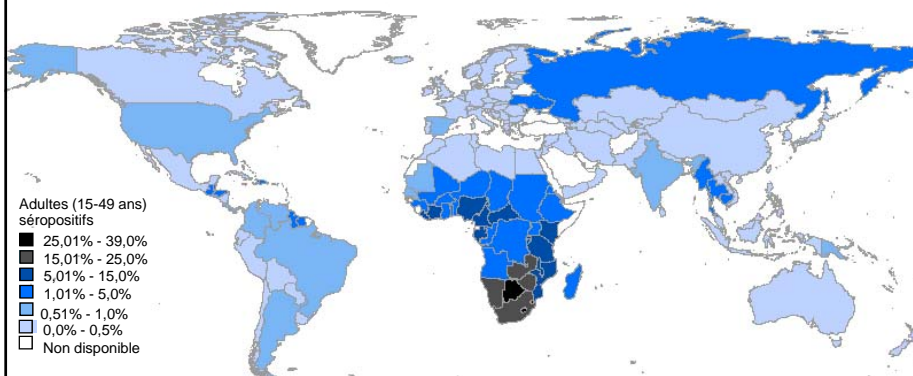 Adultes (15-49 ans)
séropositifs
25,01% - 39,0%
15,01% - 25,0%
5,01% - 15,0%
1,01% - 5,0%
0,51% - 1,0%
0,0% - 0,5%
Non disponible